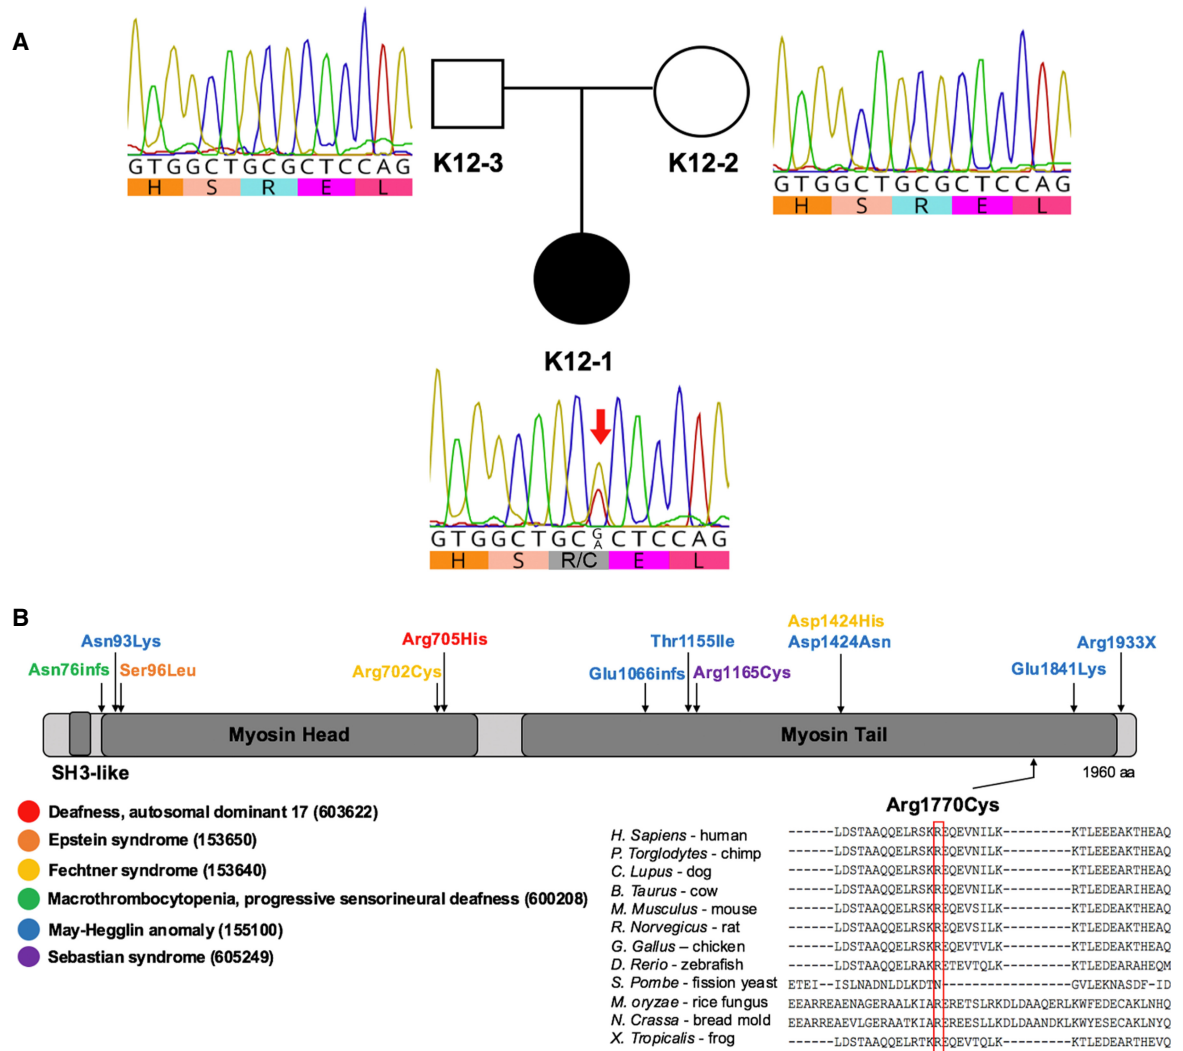 A
GTGGCTGCGCTCCAG
H S R E L
K12-3
K12-2
GTGGCTGCGCTCCAG
H S R E L
K12-1
GTGGCTGC G/A CTCCAG
H S R/C E L
B
Asp1424His
Asn93Lys Arg705His Thr1155Ile Asp1424Asn Arg1933X
Asn76infs Ser96Leu Arg702Cys Glu1066infs Arg1165Cys Glu1841Lys
Myosin Head Myosin Tail
SH3-like 1960 aa
Arg1770Cys
Deafness, autosomal dominant 17 (603622)
Epstein syndrome (153650)
Fechtner syndrome (153640)
Macrothrombocytopenia, progressive sensorineural deafness (600208)
May-Hegglin anomaly (155100)
Sebastian syndrome (605249)
H. Sapiens - human ------LDSTAAQQELRSKREQEVNILK---------KTLEEEAKTHEAQ
P. Torglodytes - chimp ------LDSTAAQQELRSKREQEVNILK---------KTLEEEAKTHEAQ
C. Lupus - dog ------LDSTAAQQELRSKREQEVNILK---------KTLEDEARIHEAQ
B. Taurus - cow ------LDSTAAQQELRSKREQEVNILK---------RTLEDEARIHEAQ
M. Musculus - mouse ------LDSTAAQQELRSKREQEVSILK---------KTLEDEAKTHEAQ
R. Norvegicus - rat ------LDSTAAQQELRSKREQEVSILK---------KTLEDEAKTHEAQ
G. Gallus – chicken ------LDSTAAQQELRSKREQEVTVLK---------KTLEDEAKTHEAQ
D. Rerio - zebrafish ------LDSTAAQQELRAKRETEVTQLK---------KTLEDEARAHEQM
S. Pombe - fission yeast ETEI--ISLNADNLDLKDTN-----------------GVLEKNASDF-ID
M. oryzae - rice fungus EEARREAENAGERAALKIARERETSLRKDLDAAQERLKWFEDECAKLNHQ
N. Crassa - bread mold EEARREAEVLGERAATKIAREREESLLKDLDAANDKLKWYESECAKLNYQ
X. Tropicalis - frog ------LDSTAAQQELRTKREQEVTQLK---------KTLEDEARTHEVQ